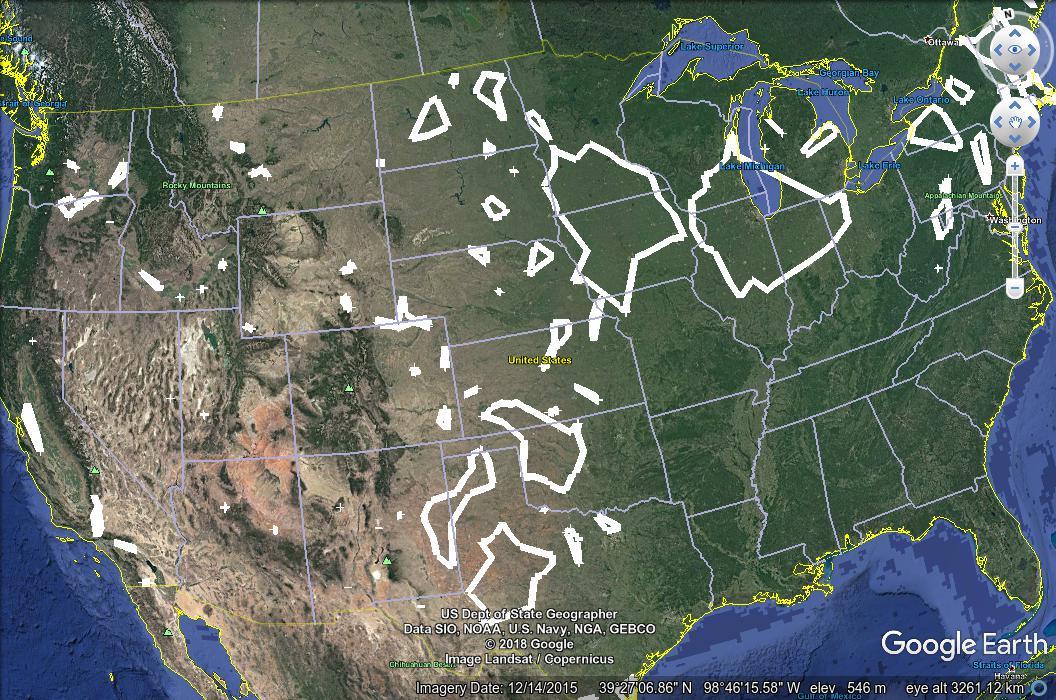 e Sound
Strait of Georgia
Lake Superior
Ottawa
Georgian Bay
Lake Huron
Lake Ontario
Lake Michigan
Lake Erie
Rocky Mountains
Appalachian Mountains
Washington
United States
US Dept of State Geographer
Data SIO, NOAA, U.S. Navy, NGA, GEBCO
© 2018 Google
Image Landsat / Copernicus
Chihuahuan Desert
Google Earth
Straits of Florida
Havana
Gulf of Mexico
Imagery Date: 12/14/2015 39°27'06.86" N 98°46'15.58" W elev 546 m eye alt 3261.12 km